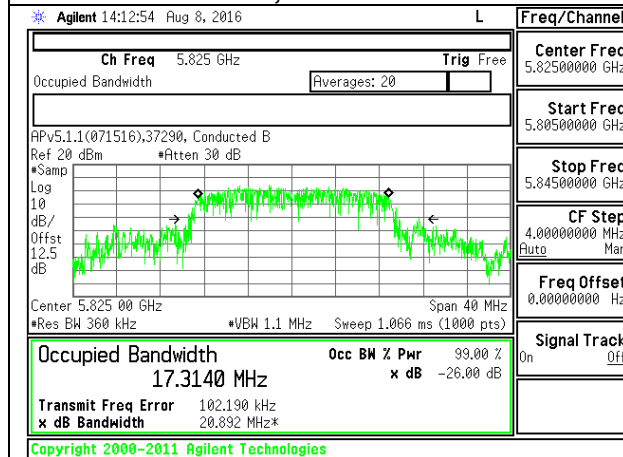 Agilent 14:12:54 Aug 8, 2016 L
Freq/Channel
Ch Freq 5.825 GHz Trig Free
Occupied Bandwidth Averages: 20
Center Freq
5.82500000 GHz
Start Freq
5.80500000 GHz
APv5.1.1(071516),37290, Conducted B
Ref 20 dBm #Atten 30 dB
Stop Freq
5.84500000 GHz
#Samp
Log
10
dB/
Offst
12.5
dB
CF Step
4.00000000 MHz
Auto Man
Freq Offset
0.00000000 Hz
Center 5.825 00 GHz Span 40 MHz
#Res BW 360 kHz #VBW 1.1 MHz Sweep 1.066 ms (1000 pts)
Signal Track
On Off
Occupied Bandwidth Occ BW % Pwr 99.00 %
17.3140 MHz x dB -26.00 dB
Transmit Freq Error 102.190 kHz
x dB Bandwidth 20.892 MHz*
Copyright 2000-2011 Agilent Technologies